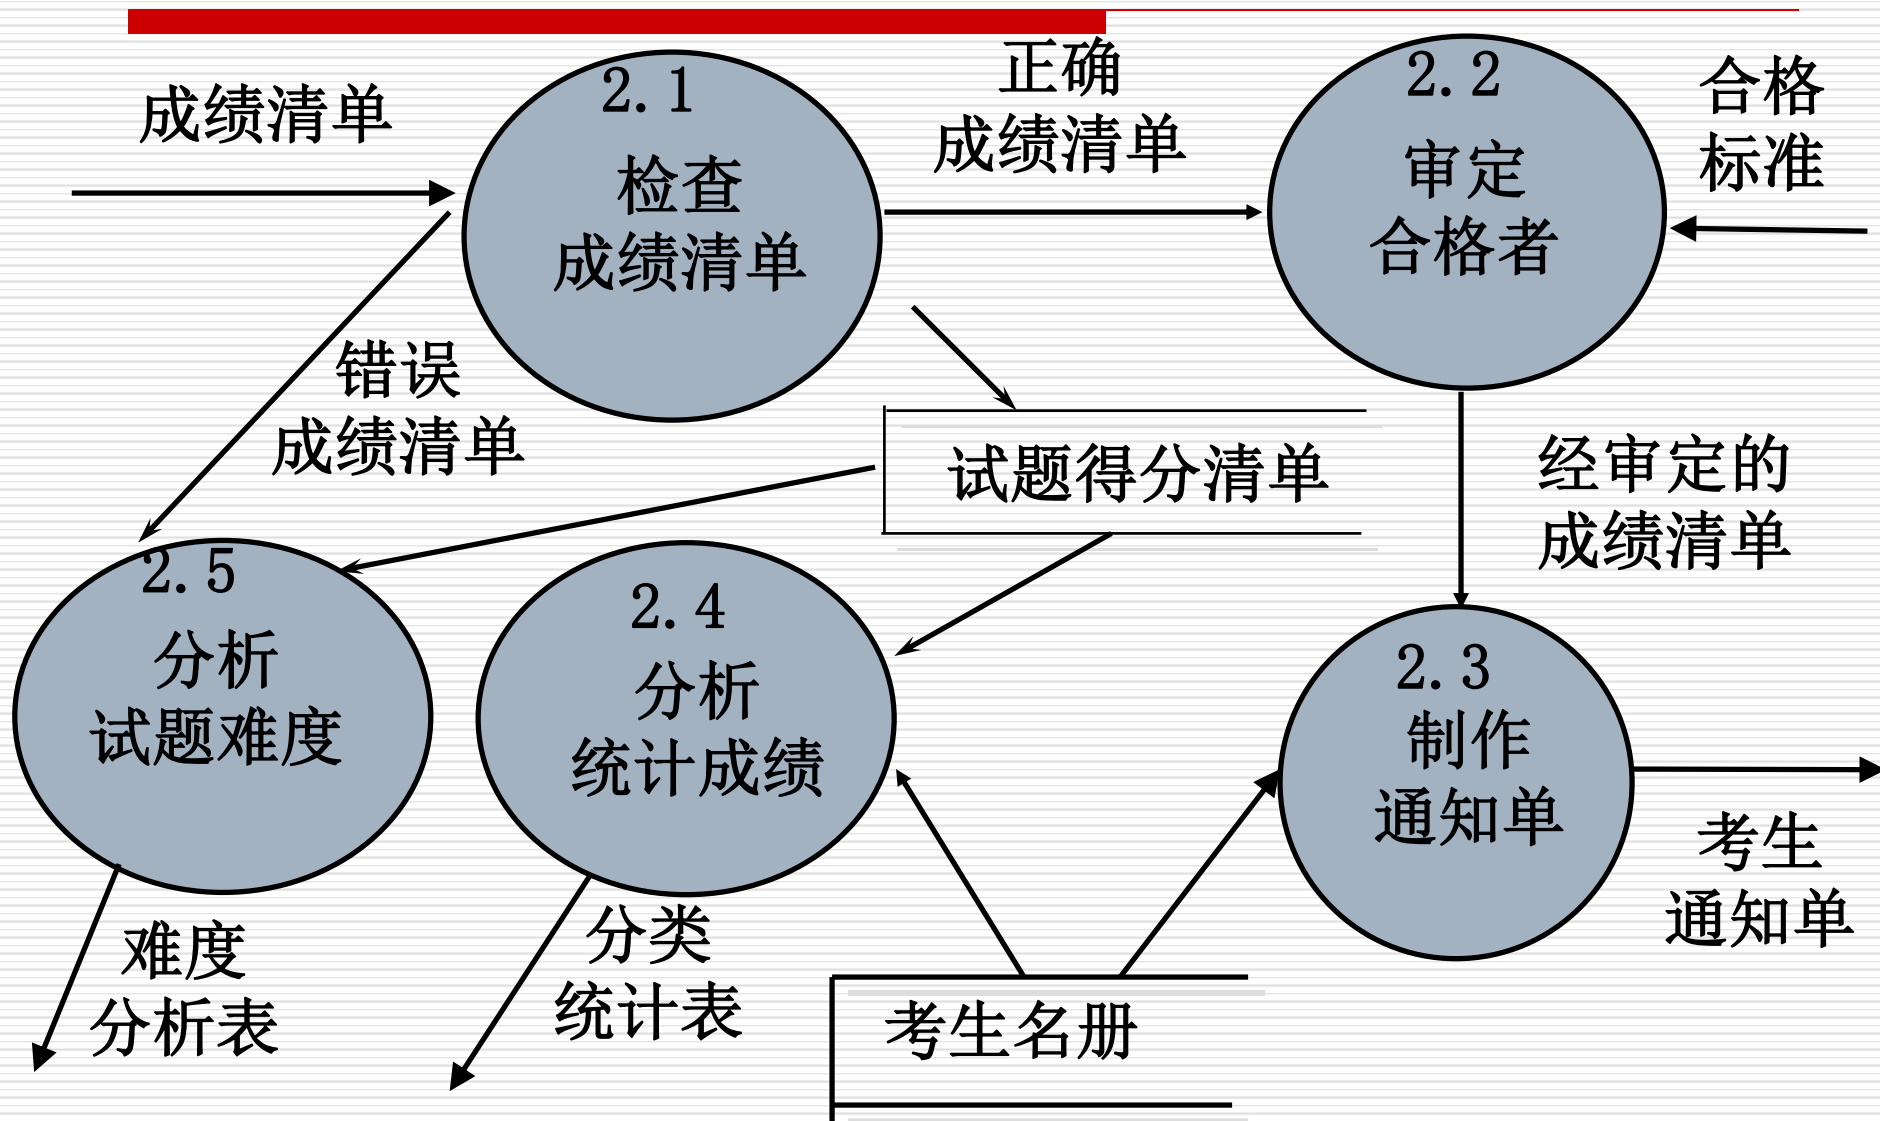 成绩清单
2.1
检查
成绩清单
正确
成绩清单
2.2
审定
合格者
合格
标准
错误
成绩清单
试题得分清单
经审定的
成绩清单
2.5
分析
试题难度
2.4
分析
统计成绩
2.3
制作
通知单
考生
通知单
难度
分析表
分类
统计表
考生名册